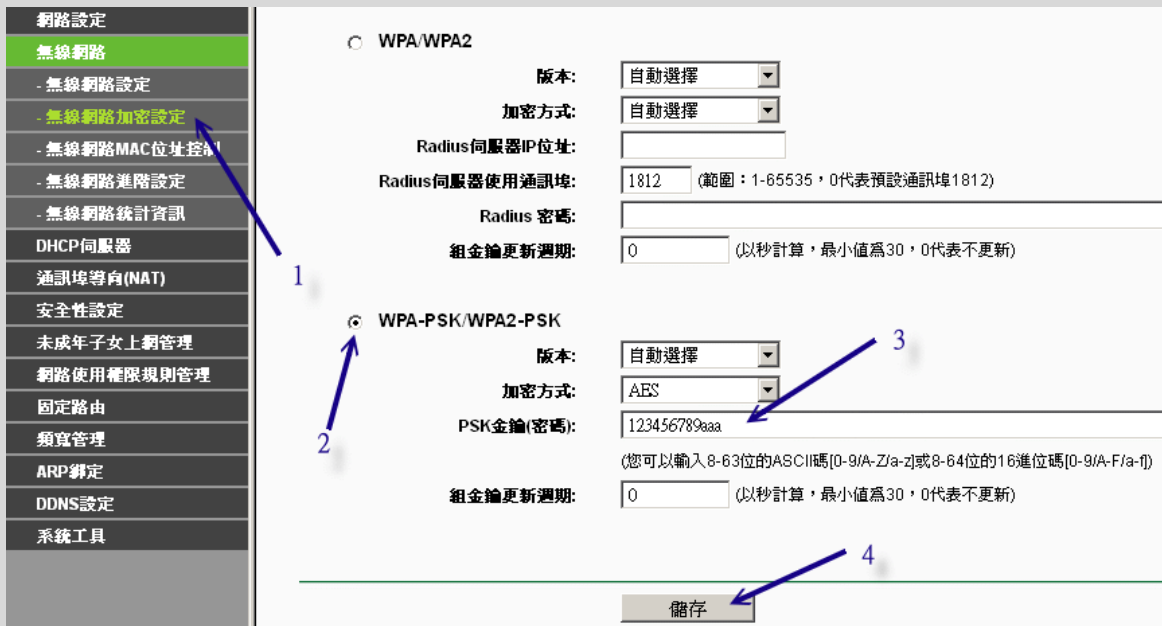 網路設定
無線網路
- 無線網路設定
- 無線網路加密設定
- 無線網路MAC位址控制
- 無線網路進階設定
- 無線網路統計資訊
DHCP伺服器
通訊埠導向(NAT)
安全性設定
未成年子女上網管理
網路使用權限規則管理
固定路由
頻寬管理
ARP綁定
DDNS設定
系統工具
1
WPA/WPA2
版本: 自動選擇
加密方式: 自動選擇
Radius伺服器IP位址:
Radius伺服器使用通訊埠: 1812 (範圍：1-65535，0代表預設通訊埠1812)
Radius 密碼:
組金鑰更新週期: 0 (以秒計算，最小值為30，0代表不更新)
WPA-PSK/WPA2-PSK
2
3
版本: 自動選擇
加密方式: AES
PSK金鑰(密碼): 123456789aaa
(您可以輸入8-63位的ASCII碼[0-9/A-Z/a-z]或8-64位的16進位碼[0-9/A-F/a-f])
組金鑰更新週期: 0 (以秒計算，最小值為30，0代表不更新)
4
儲存